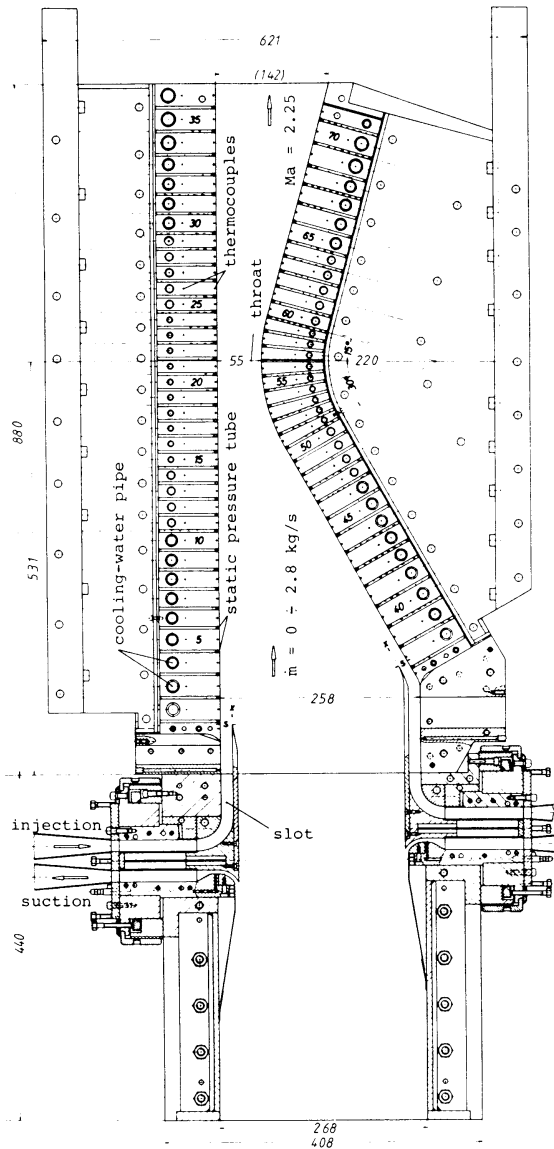 621
(142)
Ma = 2.25
35
70
thermocouples
30
65
25
60
throat
15°
55
220
20
55
30°
50
880
static pressure tube
15
cooling-water pipe
45
10
531
ṁ = 0 ÷ 2.8 kg/s
40
5
x
s
258
x
s
injection
slot
suction
440
268
408